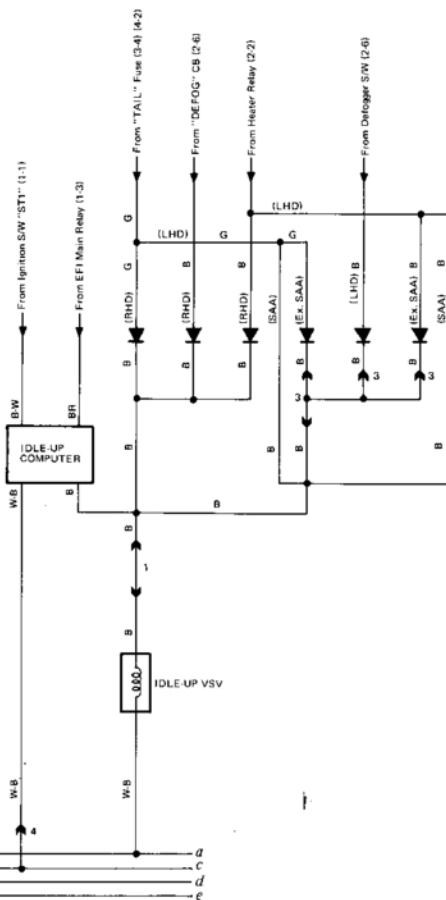 From Ignition S/W "ST1" (1-1)
From EFI Main Relay (1-3)
From "TAIL" Fuse (3-4) (4-2)
From "DEFOG" CB (2-6)
From Heater Relay (2-2)
From Defogger S/W (2-6)
G
B
B
(LHD)
B
(LHD)
G
G
G
B
B
B
B
(RHD)
(RHD)
(RHD)
(SAA)
(Ex. SAA)
(LHD)
(Ex. SAA)
(SAA)
B
B
B
B
B
B
3
3
3
B-W
BR
IDLE-UP
COMPUTER
W-B
B
B
B
B
B
B
B
1
B
IDLE-UP VSV
W-B
W-B
4
a
c
d
e